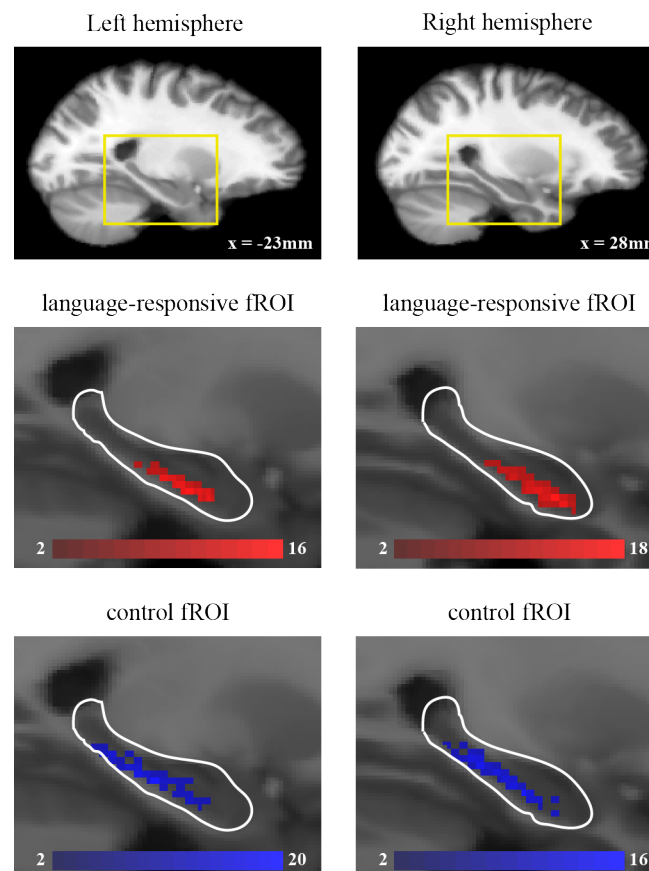 Left hemisphere
Right hemisphere
x = -23mm
x = 28mm
language-responsive fROI
language-responsive fROI
2 16
2 18
control fROI
control fROI
2 20
2 16